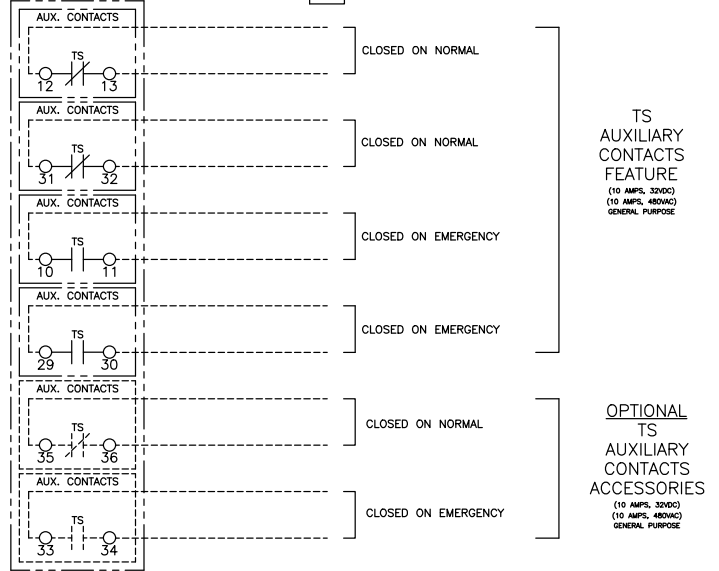 AUX. CONTACTS
TS
12 13
CLOSED ON NORMAL
AUX. CONTACTS
TS
31 32
CLOSED ON NORMAL
AUX. CONTACTS
TS
10 11
CLOSED ON EMERGENCY
AUX. CONTACTS
TS
29 30
CLOSED ON EMERGENCY
TS
AUXILIARY
CONTACTS
FEATURE
(10 AMPS, 32VDC)
(10 AMPS, 480VAC)
GENERAL PURPOSE
AUX. CONTACTS
TS
35 36
CLOSED ON NORMAL
AUX. CONTACTS
TS
33 34
CLOSED ON EMERGENCY
OPTIONAL
TS
AUXILIARY
CONTACTS
ACCESSORIES
(10 AMPS, 32VDC)
(10 AMPS, 480VAC)
GENERAL PURPOSE